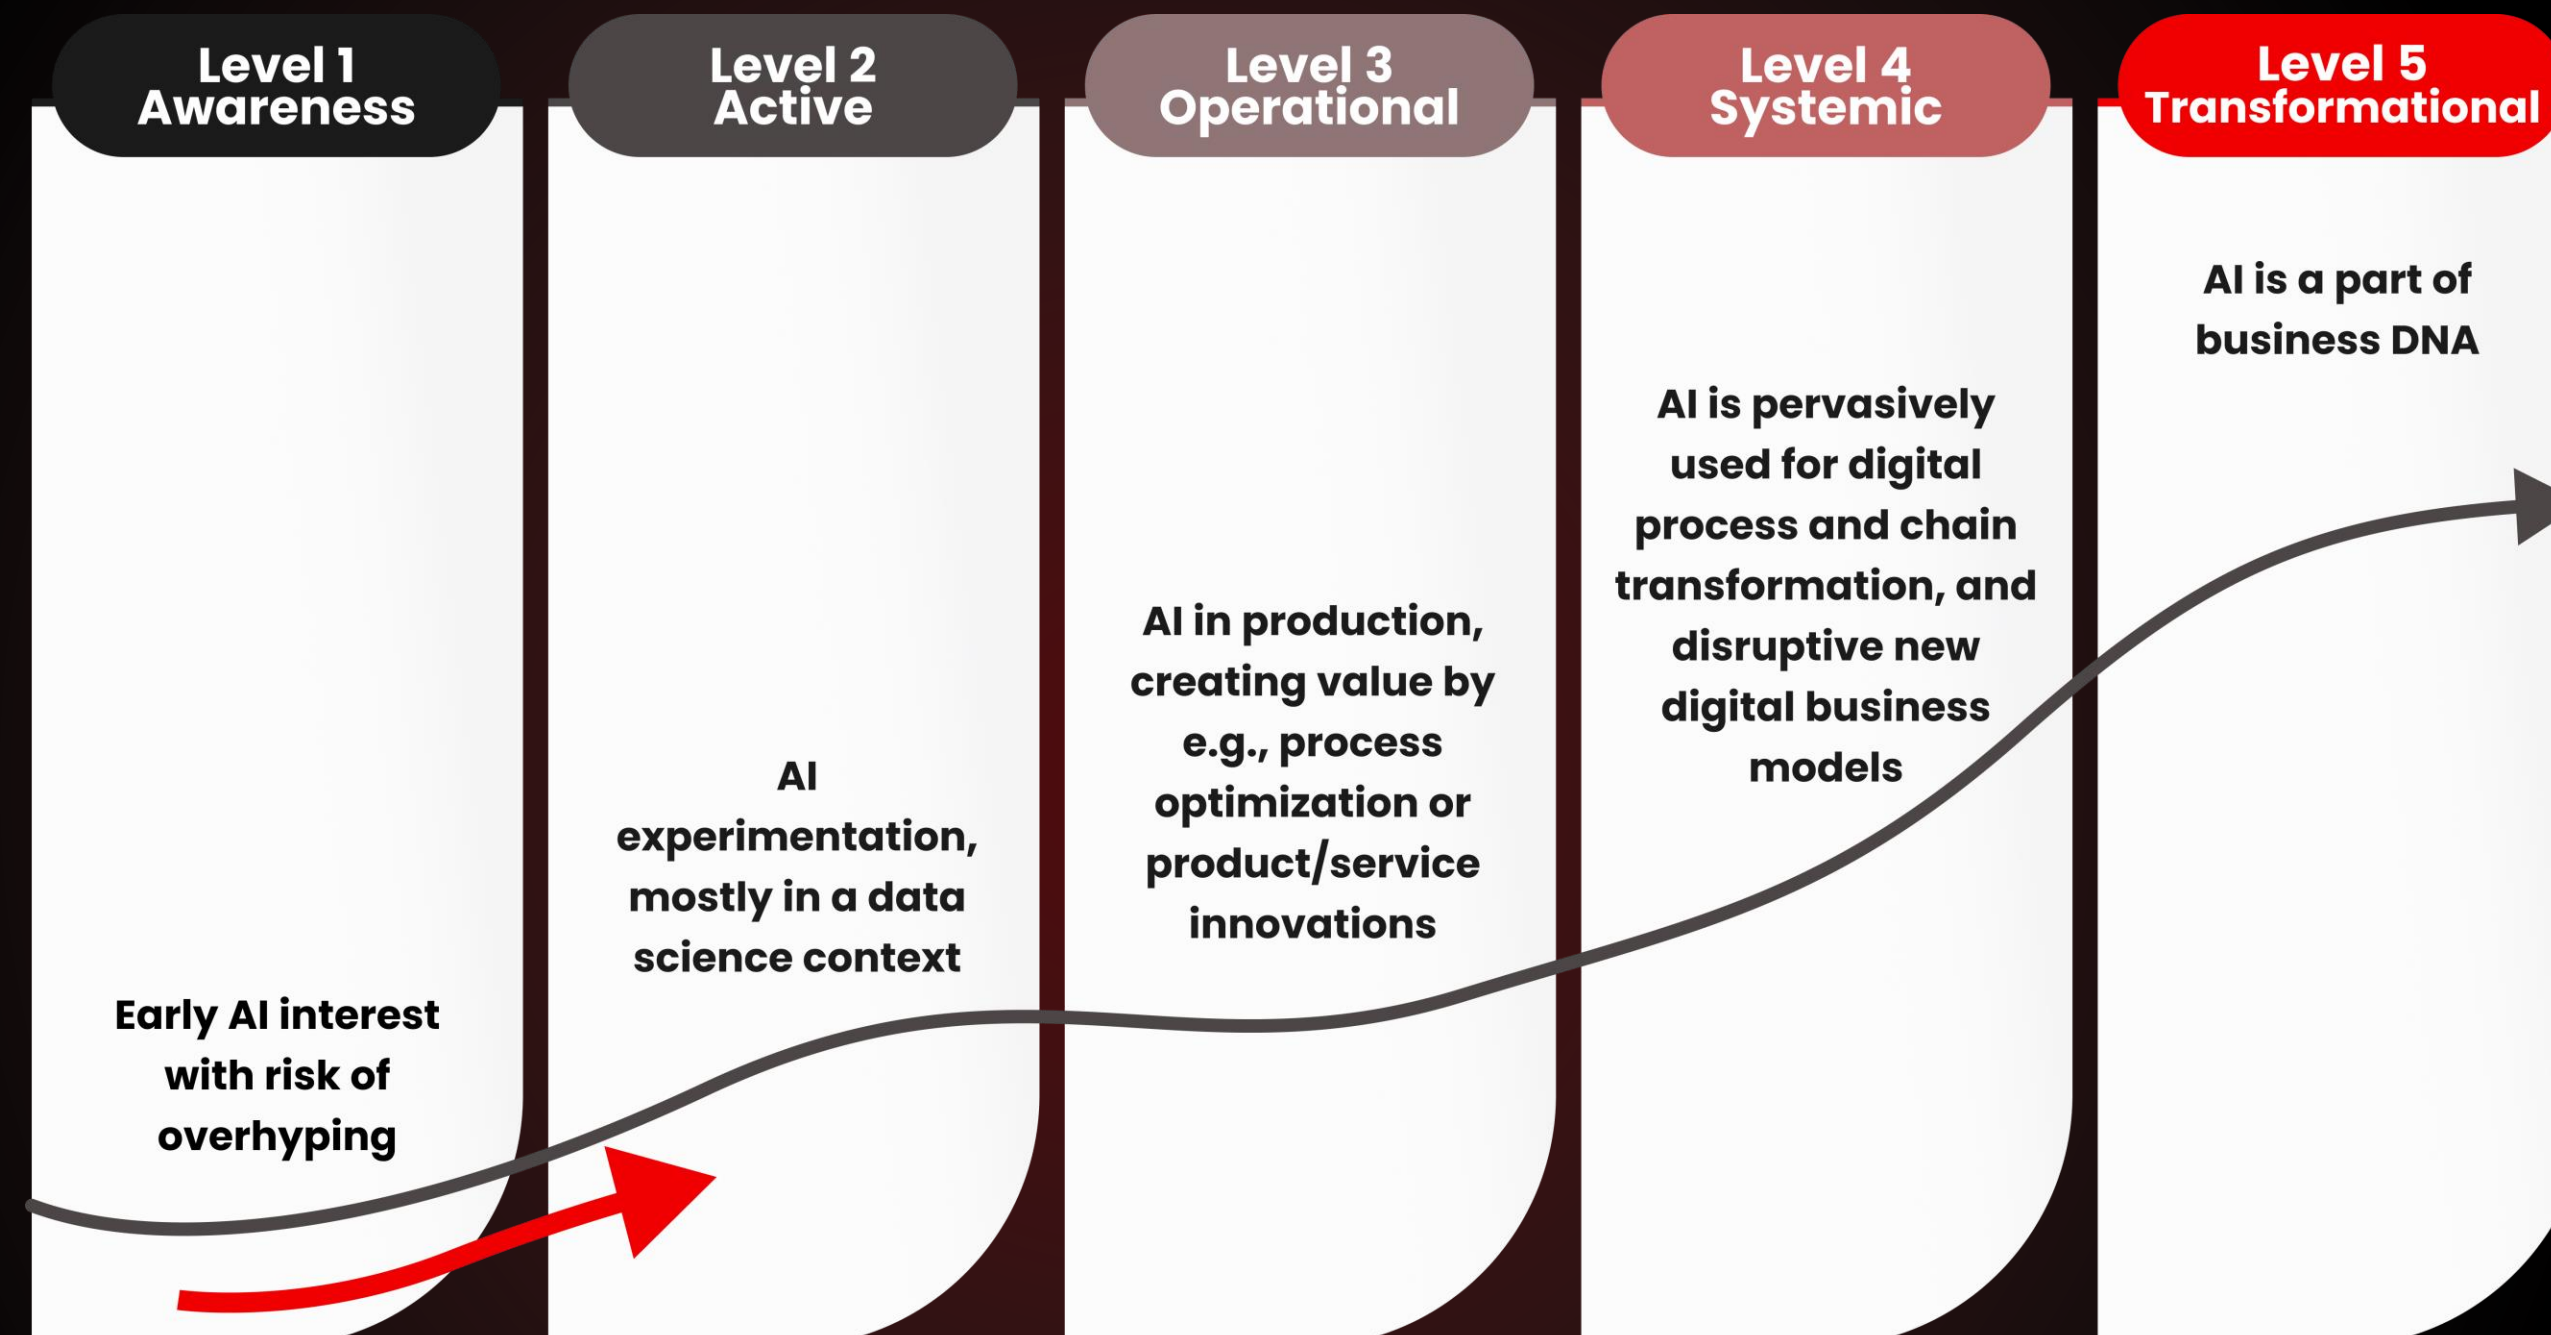 Level 1
Awareness
Early AI interest
with risk of
overhyping
Level 2
Active
AI
experimentation,
mostly in a data
science context
Level 3
Operational
AI in production,
creating value by
e.g., process
optimization or
product/service
innovations
Level 4
Systemic
AI is pervasively
used for digital
process and chain
transformation, and
disruptive new
digital business
models
Level 5
Transformational
AI is a part of
business DNA